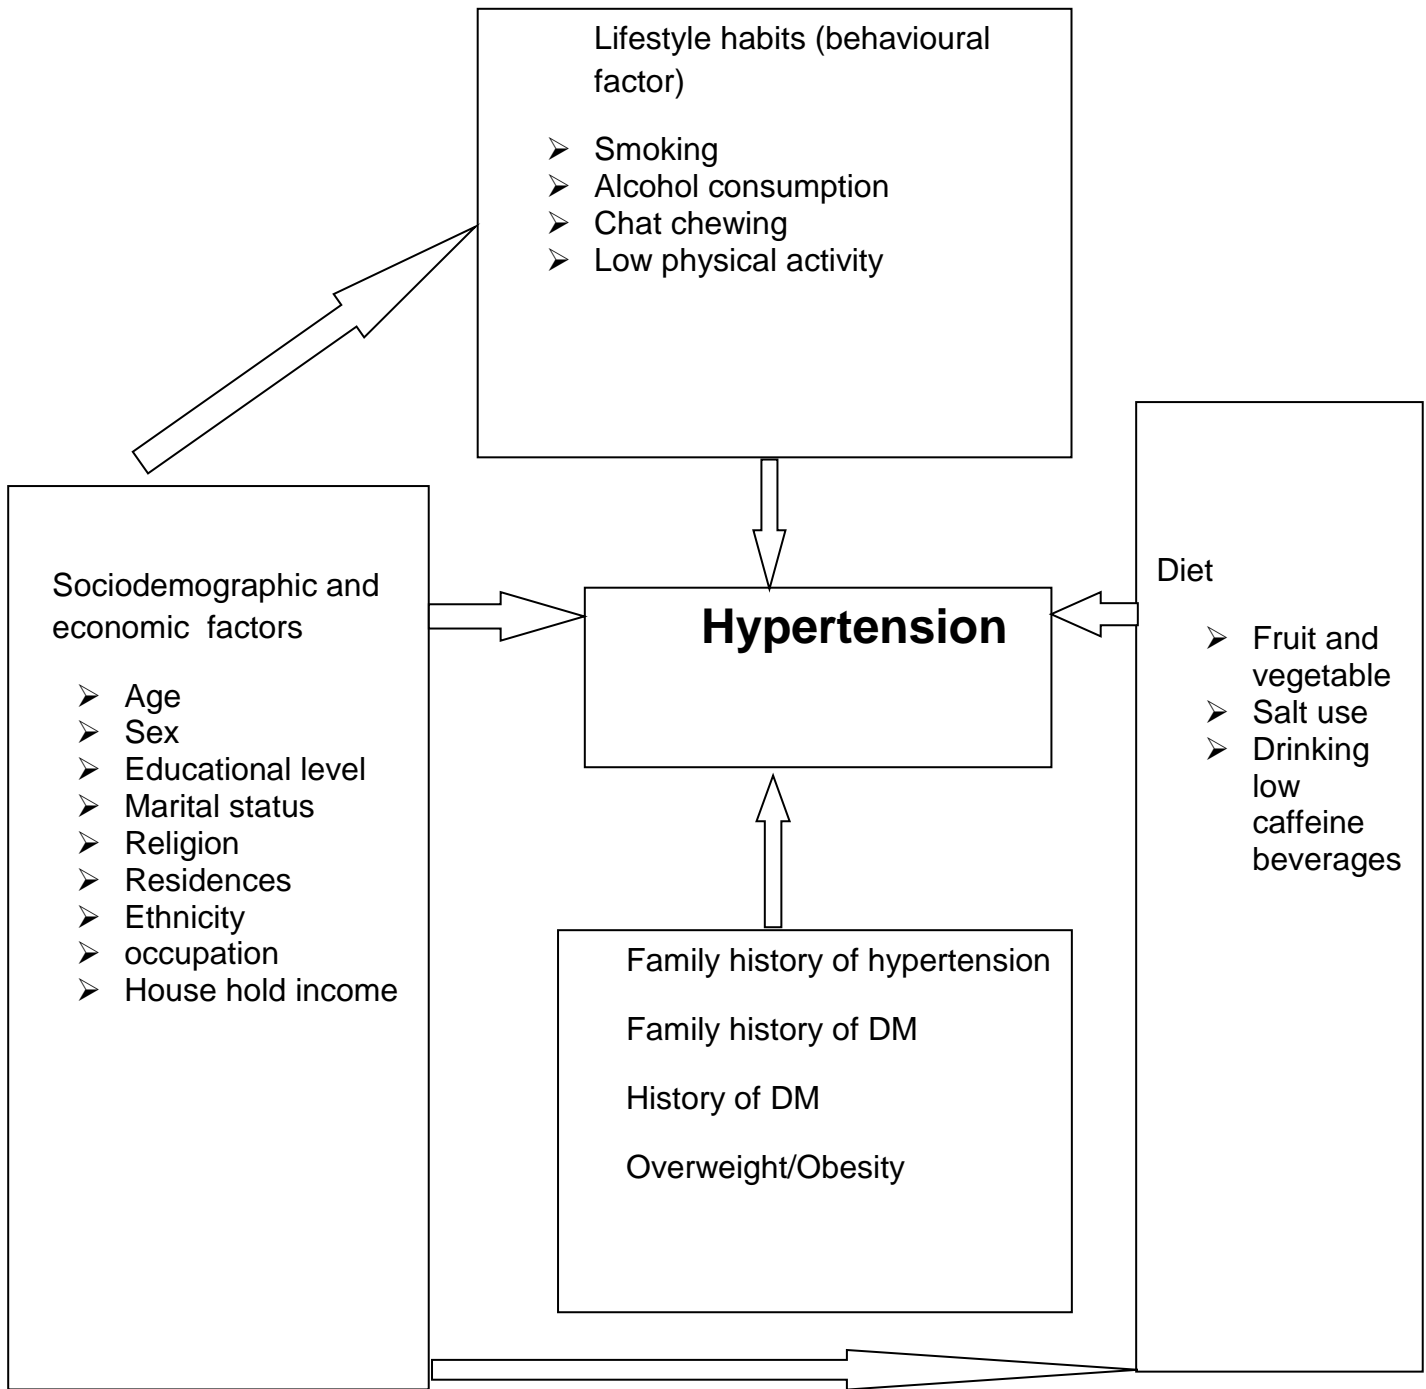 Lifestyle habits (behavioural
factor)
➢ Smoking
➢ Alcohol consumption
➢ Chat chewing
➢ Low physical activity
Sociodemographic and
economic  factors
➢ Age
➢ Sex
➢ Educational level
➢ Marital status
➢ Religion
➢ Residences
➢ Ethnicity
➢ occupation
➢ House hold income
Hypertension
Diet
➢ Fruit and
vegetable
➢ Salt use
➢ Drinking
low
caffeine
beverages
Family history of hypertension
Family history of DM
History of DM
Overweight/Obesity